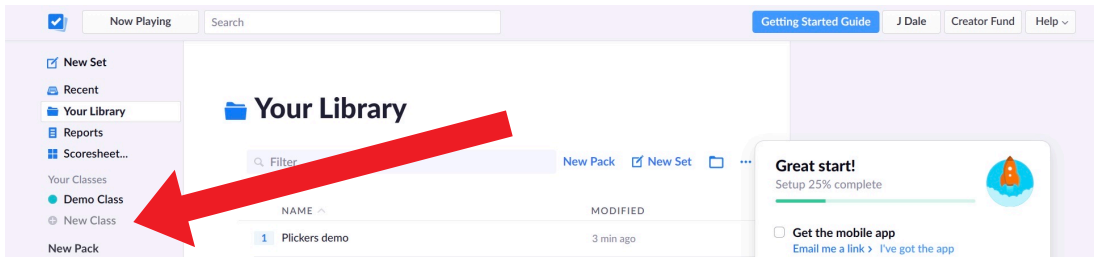 Now Playing
Search
Getting Started Guide
J Dale
Creator Fund
Help
New Set
Recent
Your Library
Reports
Scoresheet...
Your Classes
Demo Class
New Class
New Pack
Your Library
Filter
New Pack
New Set
...
NAME
MODIFIED
1 Plickers demo
3 min ago
Great start!
Setup 25% complete
Get the mobile app
Email me a link > I've got the app